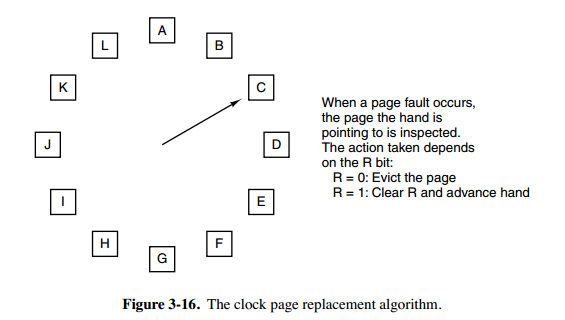 A
L
B
K
C
J
D
I
E
H
F
G
When a page fault occurs,
the page the hand is
pointing to is inspected.
The action taken depends
on the R bit:
R = 0: Evict the page
R = 1: Clear R and advance hand
Figure 3-16. The clock page replacement algorithm.